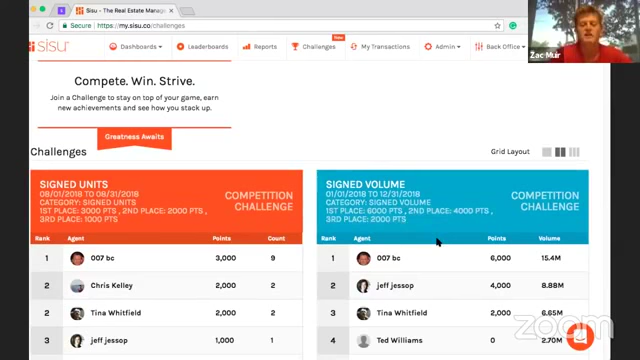 Sisu - The Real Estate Manage
Secure https://my.sisu.co/challenges
sisu
Dashboards
Leaderboards
Reports
Challenges
New
My Transactions
Admin
Back Office
Zac Muir
Compete. Win. Strive.
Join a Challenge to stay on top of your game, earn
new achievements and see how you stack up.
Greatness Awaits
Challenges
Grid Layout
SIGNED UNITS
08/01/2018 TO 08/31/2018
CATEGORY: SIGNED UNITS
1ST PLACE: 3000 PTS , 2ND PLACE: 2000 PTS ,
3RD PLACE: 1000 PTS
COMPETITION
CHALLENGE
Rank Agent Points Count
1 007 bc 3,000 9
2 Chris Kelley 2,000 2
2 Tina Whitfield 2,000 2
3 jeff jessop 1,000 1
SIGNED VOLUME
01/01/2018 TO 12/31/2018
CATEGORY: SIGNED VOLUME
1ST PLACE: 6000 PTS , 2ND PLACE: 4000 PTS ,
3RD PLACE: 2000 PTS
COMPETITION
CHALLENGE
Rank Agent Points Volume
1 007 bc 6,000 15.4M
2 jeff jessop 4,000 8.88M
3 Tina Whitfield 2,000 6.65M
4 Ted Williams 0 2.70M
zoom